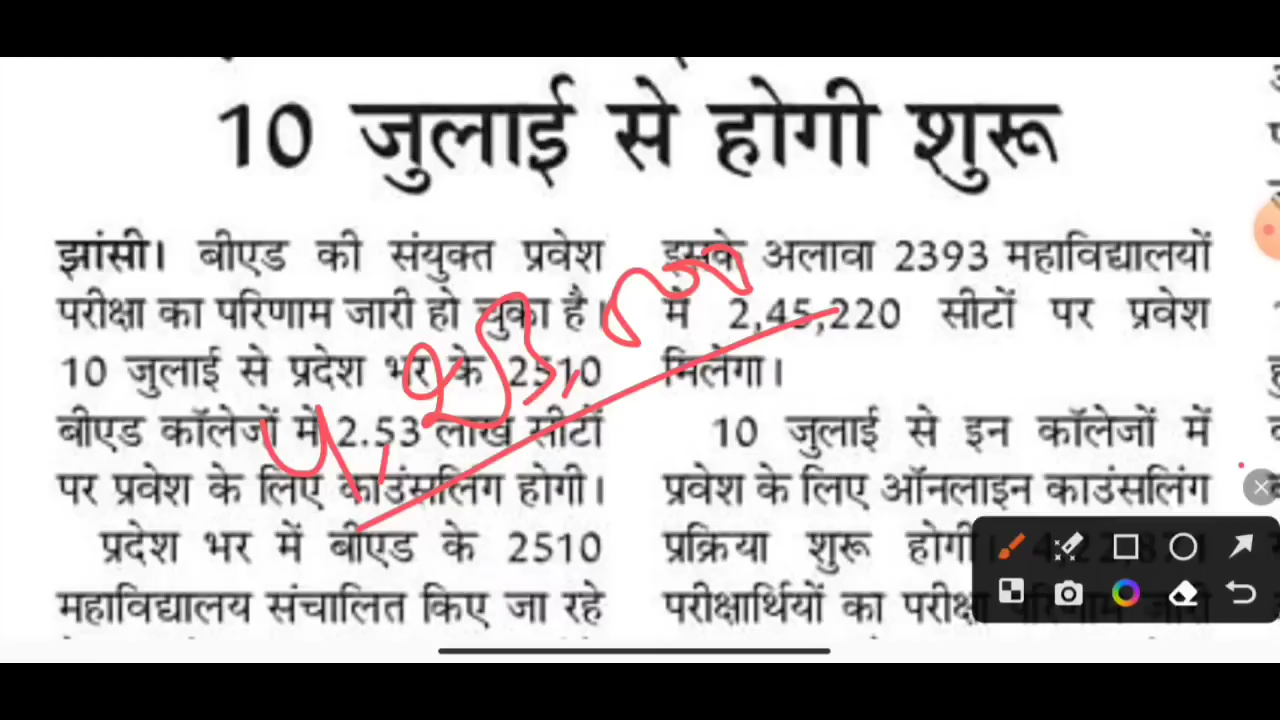 10 जुलाई से होगी शुरू
झांसी। बीएड की संयुक्त प्रवेश
परीक्षा का परिणाम जारी हो चुका है।
10 जुलाई से प्रदेश भर के 2510
बीएड कॉलेजों में 2.53 लाख सीटों
पर प्रवेश के लिए काउंसलिंग होगी।
प्रदेश भर में बीएड के 2510
महाविद्यालय संचालित किए जा रहे
इसके अलावा 2393 महाविद्यालयों
में 2,45,220 सीटों पर प्रवेश
मिलेगा।
10 जुलाई से इन कॉलेजों में
प्रवेश के लिए ऑनलाइन काउंसलिंग
प्रक्रिया शुरू होगी।
परीक्षार्थियों का परीक्षा परिणाम जारी